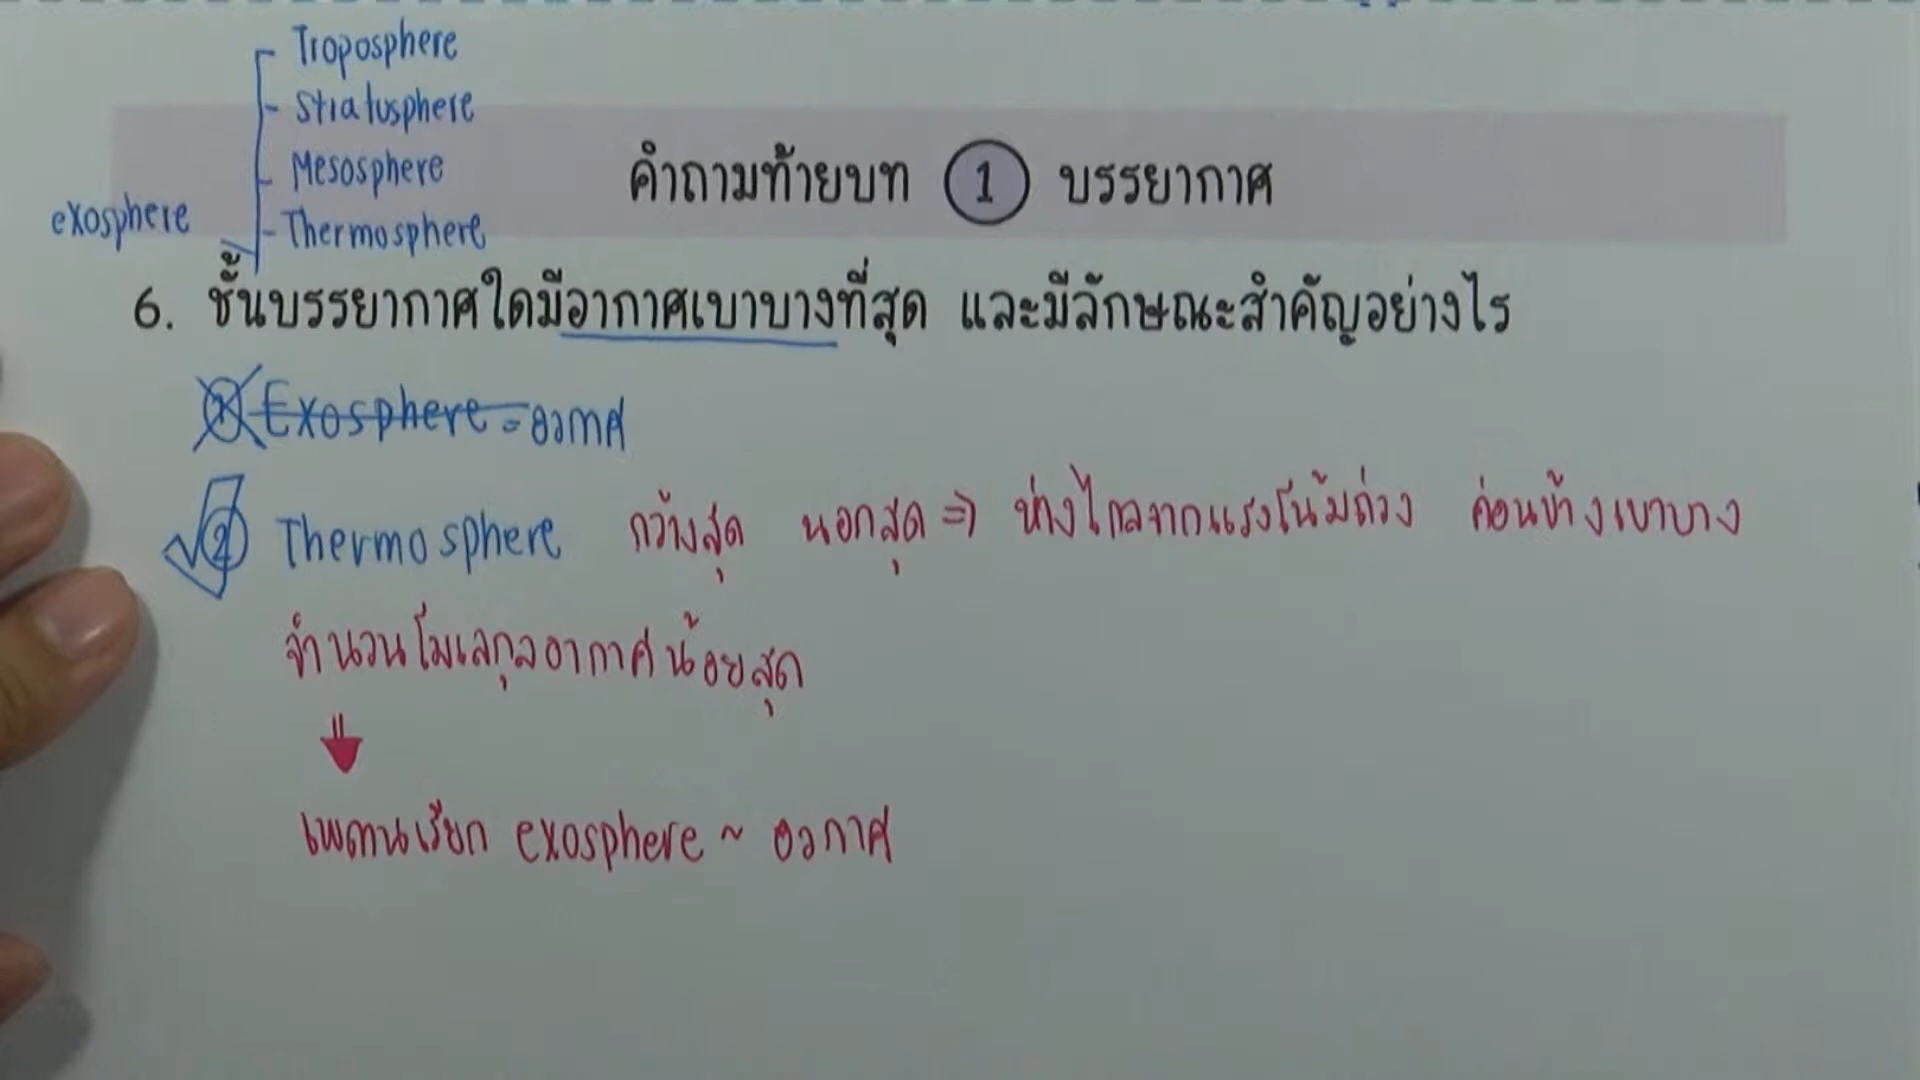 Troposphere
Stratusphere
Mesosphere
exosphere
Thermosphere
คำถามท้ายบท 1 บรรยากาศ
6. ชั้นบรรยากาศใดมีอากาศเบาบางที่สุด และมีลักษณะสำคัญอย่างไร
1 Exosphere = อวกาศ
2 Thermosphere กว้างสุด นอกสุด ⇒ ห่างไกลจากแรงโน้มถ่วง ค่อนข้างเบาบาง
จำนวนโมเลกุลอากาศน้อยสุด
เพดานเรียก exosphere ~ อวกาศ